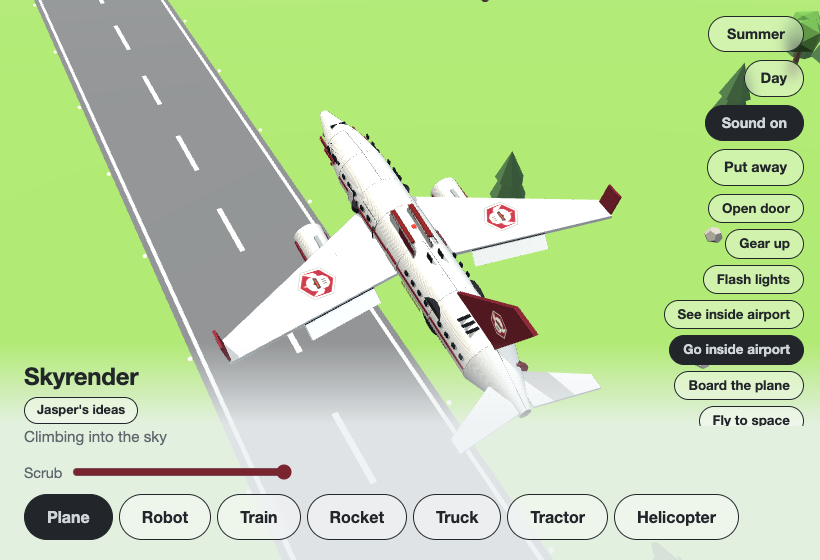 Summer
Day
Sound on
Put away
Open door
Gear up
Flash lights
See inside airport
Go inside airport
Board the plane
Fly to space
Skyrender
Jasper's ideas
Climbing into the sky
Scrub
Plane
Robot
Train
Rocket
Truck
Tractor
Helicopter